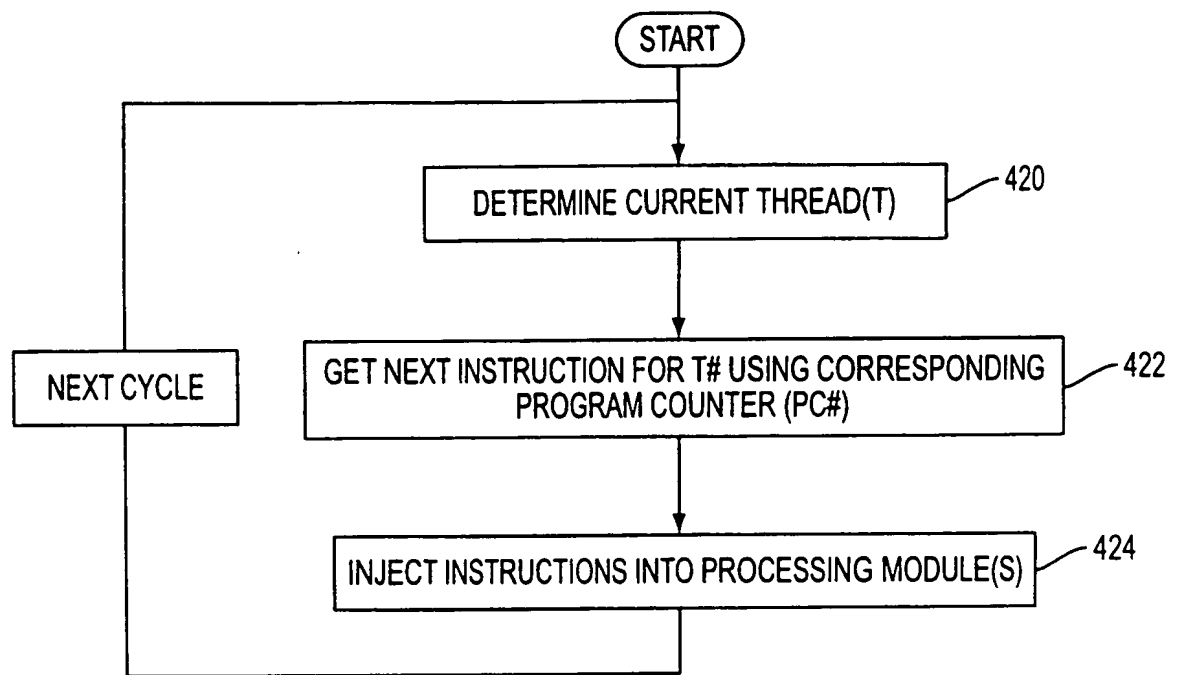 START
DETERMINE CURRENT THREAD(T)
420
NEXT CYCLE
GET NEXT INSTRUCTION FOR T# USING CORRESPONDING
PROGRAM COUNTER (PC#)
422
INJECT INSTRUCTIONS INTO PROCESSING MODULE(S)
424